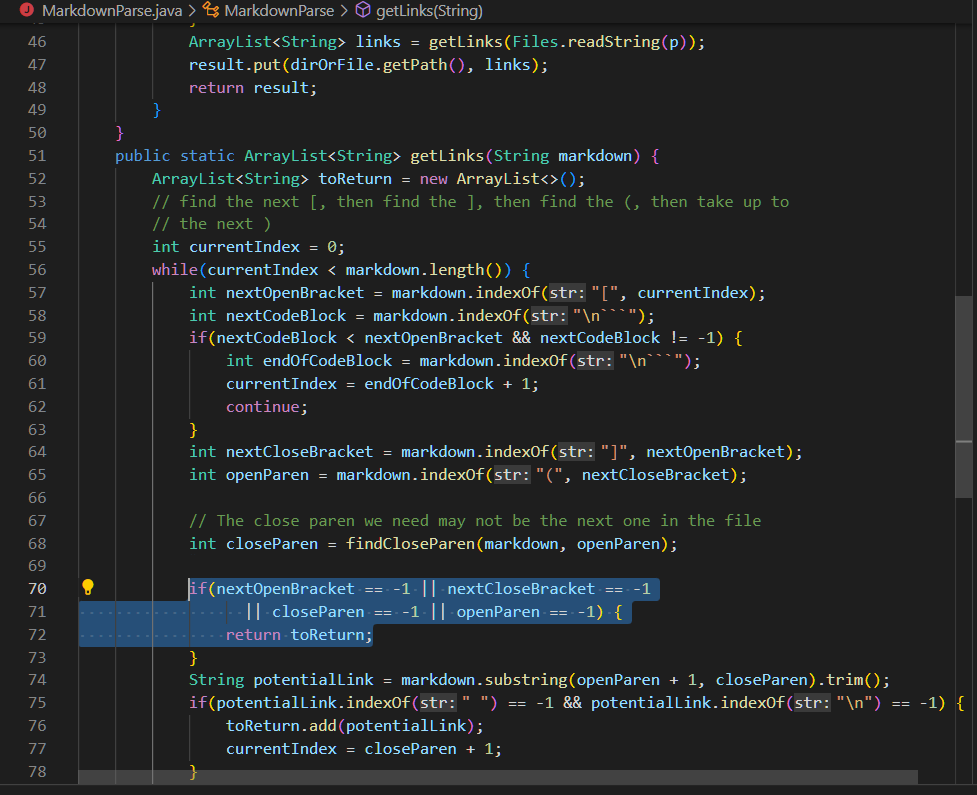 MarkdownParse.java > MarkdownParse > getLinks(String)
46 ArrayList<String> links = getLinks(Files.readString(p));
47 result.put(dirOrFile.getPath(), links);
48 return result;
49 }
50 }
51 public static ArrayList<String> getLinks(String markdown) {
52 ArrayList<String> toReturn = new ArrayList<>();
53 // find the next [, then find the ], then find the (, then take up to
54 // the next )
55 int currentIndex = 0;
56 while(currentIndex < markdown.length()) {
57 int nextOpenBracket = markdown.indexOf(str: "[", currentIndex);
58 int nextCodeBlock = markdown.indexOf(str: "\n```");
59 if(nextCodeBlock < nextOpenBracket && nextCodeBlock != -1) {
60 int endOfCodeBlock = markdown.indexOf(str: "\n```");
61 currentIndex = endOfCodeBlock + 1;
62 continue;
63 }
64 int nextCloseBracket = markdown.indexOf(str: "]", nextOpenBracket);
65 int openParen = markdown.indexOf(str: "(", nextCloseBracket);
66
67 // The close paren we need may not be the next one in the file
68 int closeParen = findCloseParen(markdown, openParen);
69
70 if(nextOpenBracket == -1 || nextCloseBracket == -1
71 || closeParen == -1 || openParen == -1) {
72 return toReturn;
73 }
74 String potentialLink = markdown.substring(openParen + 1, closeParen).trim();
75 if(potentialLink.indexOf(str: " ") == -1 && potentialLink.indexOf(str: "\n") == -1) {
76 toReturn.add(potentialLink);
77 currentIndex = closeParen + 1;
78 }